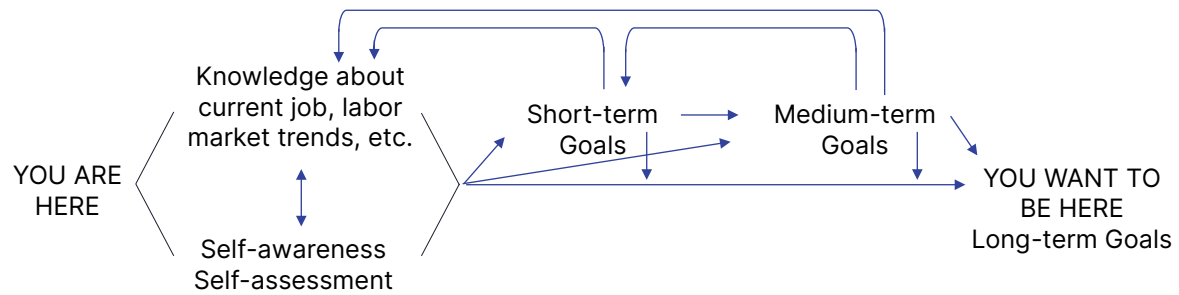 YOU ARE
HERE
Knowledge about
current job, labor
market trends, etc.
Self-awareness
Self-assessment
Short-term
Goals
Medium-term
Goals
YOU WANT TO
BE HERE
Long-term Goals